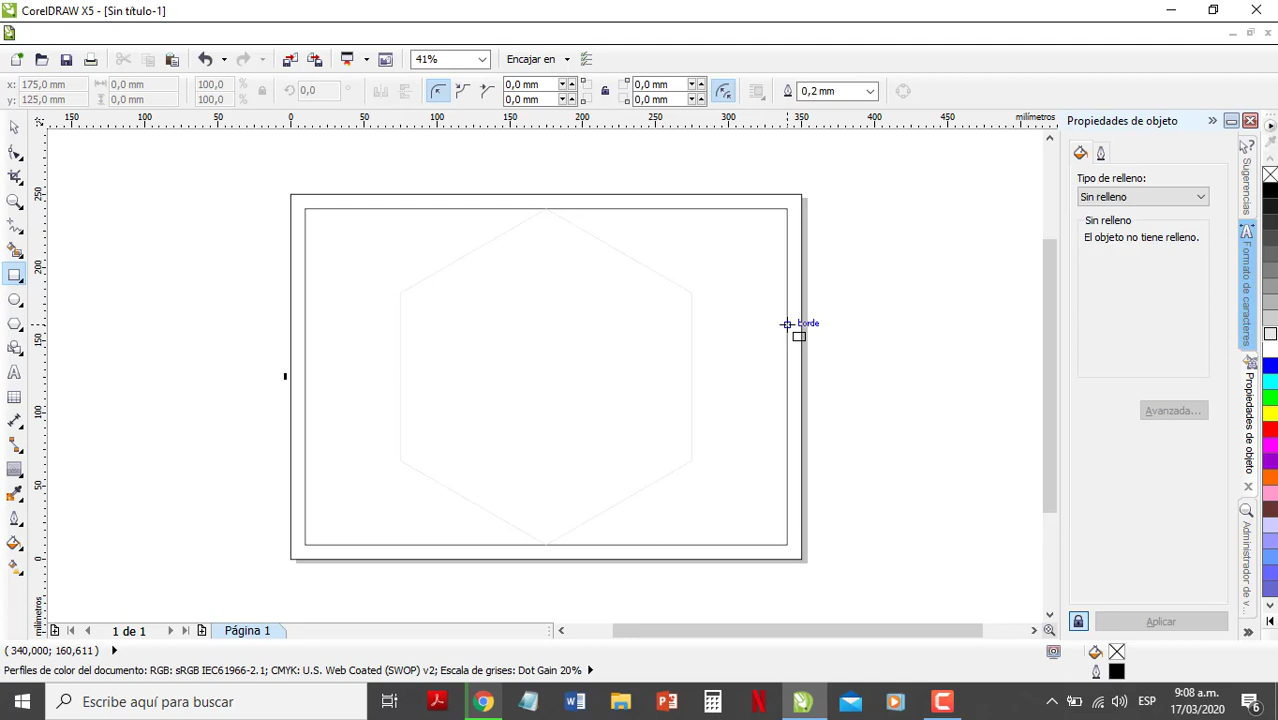 CorelDRAW X5 - [Sin título-1]
41%
Encajar en
x: 175,0 mm
y: 125,0 mm
0,0 mm
0,0 mm
100,0
100,0
%
%
0,0
°
0,0 mm
0,0 mm
0,0 mm
0,0 mm
0,2 mm
150
100
50
0
50
100
150
200
250
300
350
400
450
milímetros
250
200
150
100
50
0
milímetros
borde
Propiedades de objeto
Tipo de relleno:
Sin relleno
Sin relleno
El objeto no tiene relleno.
Avanzada...
Aplicar
Sugerencias
Formato de caracteres
Propiedades de objeto
Administrador de v...
1 de 1
Página 1
( 340,000; 160,611 )
Perfiles de color del documento: RGB: sRGB IEC61966-2.1; CMYK: U.S. Web Coated (SWOP) v2; Escala de grises: Dot Gain 20%
Escribe aquí para buscar
ESP
9:08 a.m.
17/03/2020
6